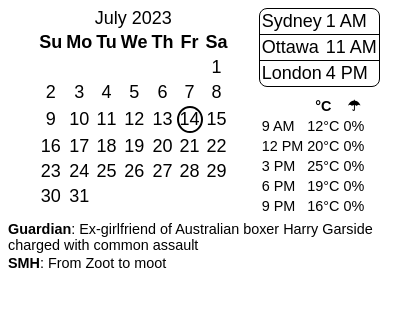 July 2023
Su Mo Tu We Th Fr Sa
1
2 3 4 5 6 7 8
9 10 11 12 13 14 15
16 17 18 19 20 21 22
23 24 25 26 27 28 29
30 31
Sydney 1 AM
Ottawa 11 AM
London 4 PM
°C ☂
9 AM 12°C 0%
12 PM 20°C 0%
3 PM 25°C 0%
6 PM 19°C 0%
9 PM 16°C 0%
Guardian: Ex-girlfriend of Australian boxer Harry Garside
charged with common assault
SMH: From Zoot to moot